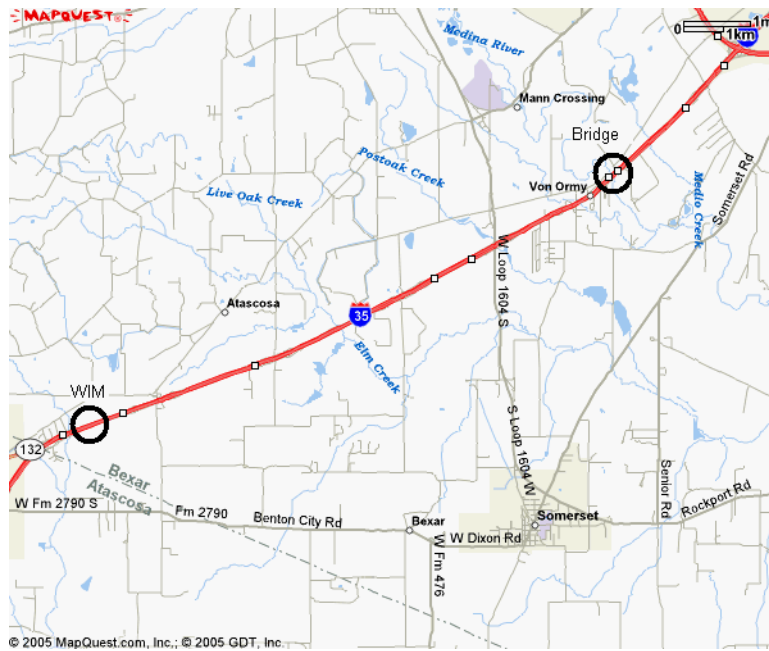 MAPQUEST
0 1m
1km
Medina River
Mann Crossing
Bridge
Postoak Creek
Von Ormy
Live Oak Creek
Medio Creek
Somerset Rd
W Loop 1604 S
Atascosa
35
Elm Creek
WIM
132
S Loop 1604 W
Bexar
Atascosa
Senior Rd
Rockport Rd
W Fm 2790 S
Fm 2790
Benton City Rd
Bexar
Somerset
W Dixon Rd
W Fm 476
© 2005 MapQuest.com, Inc.; © 2005 GDT, Inc.